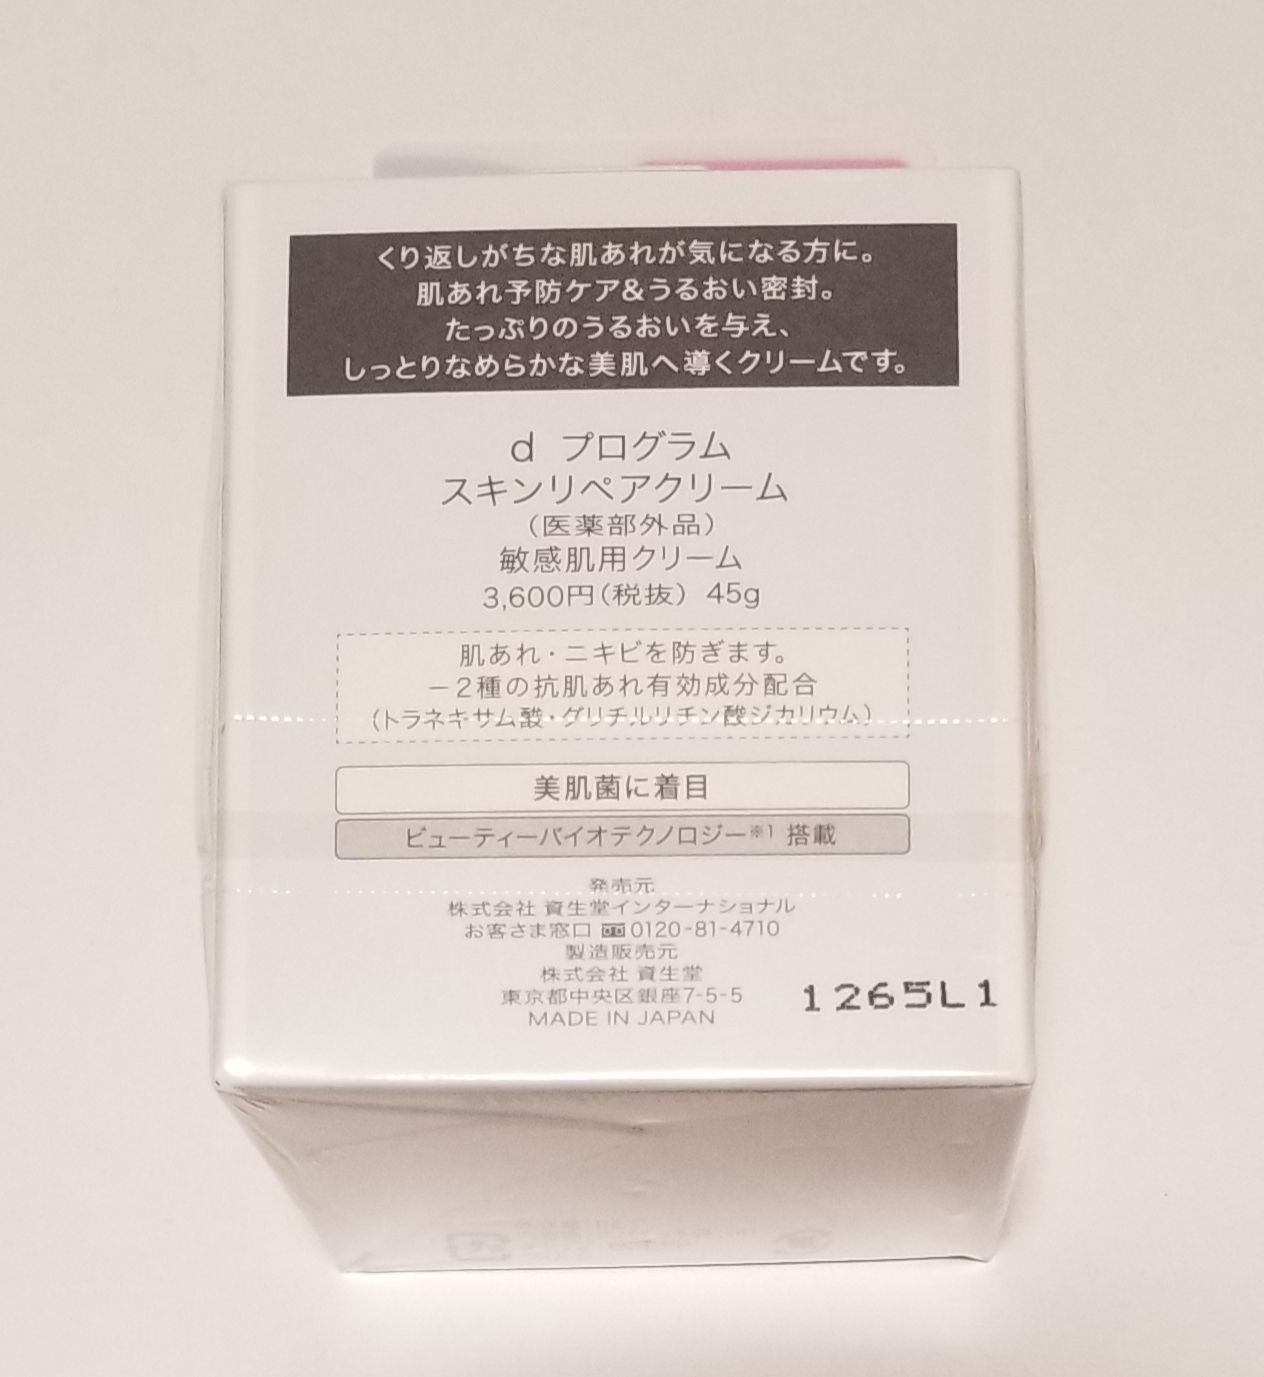 くり返しがちな肌あれが気になる方に。
肌あれ予防ケア&うるおい密封。
たっぷりのうるおいを与え、
しっとりなめらかな美肌へ導くクリームです。
d プログラム
スキンリペアクリーム
（医薬部外品）
敏感肌用クリーム
3,600円（税抜） 45g
肌あれ・ニキビを防ぎます。
－2種の抗肌あれ有効成分配合
（トラネキサム酸・グリチルリチン酸ジカリウム）
美肌菌に着目
ビューティーバイオテクノロジー※1 搭載
発売元
株式会社 資生堂インターナショナル
お客さま窓口 0120-81-4710
製造販売元
株式会社 資生堂
東京都中央区銀座7-5-5
MADE IN JAPAN
1265L1